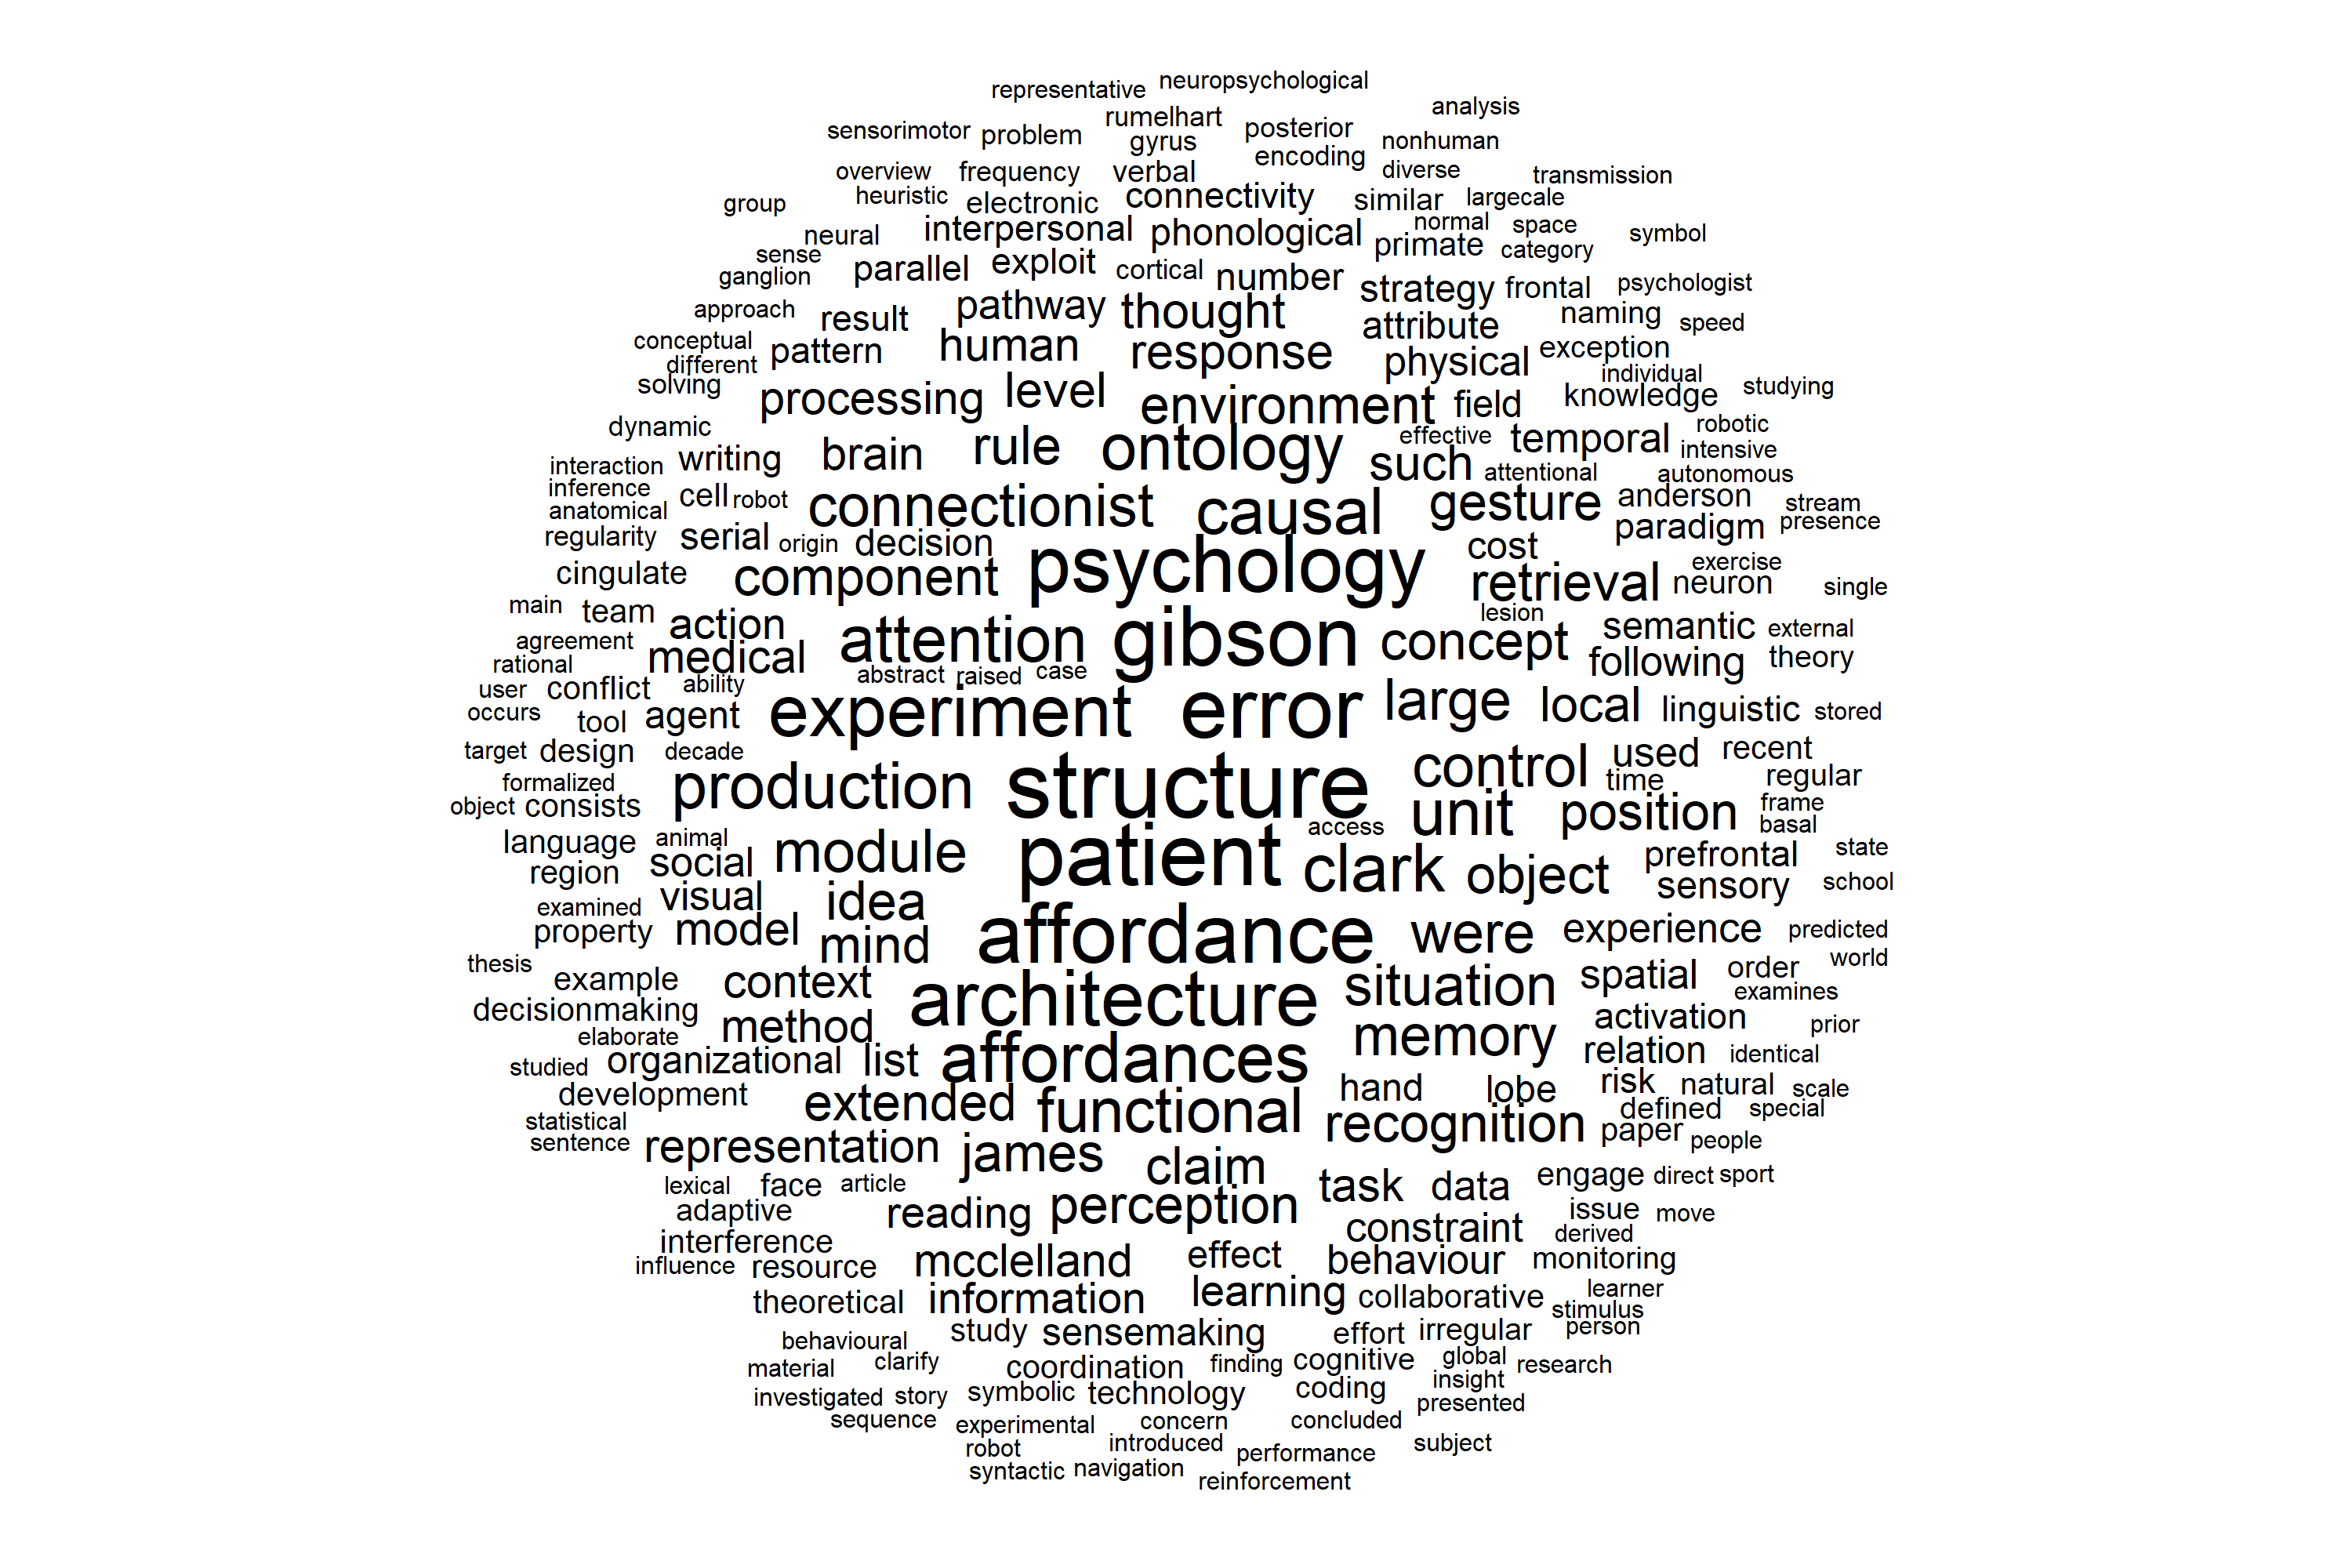 representative neuropsychological
analysis
rumelhart
sensorimotor problem gyrus posterior nonhuman
encoding
overview frequency verbal diverse transmission
group heuristic electronic connectivity similar largecale
neural interpersonal phonological normal space symbol
primate category
sense
ganglion parallel exploit cortical number
strategy frontal psychologist
approach result pathway thought attribute naming speed
conceptual pattern human response physical exception
different
solving processing level environment field individual knowledge studying
dynamic effective temporal robotic
writing brain rule ontology such attentional intensive
interaction autonomous
inference cell robot connectionist causal gesture anderson stream
anatomical paradigm presence
regularity serial origin decision psychology cost
cingulate component retrieval exercise neuron single
main team action lesion
agreement medical attention gibson concept semantic external
rational following theory
user conflict ability abstract raised case
occurs tool agent experiment error large local linguistic stored
target design decade control used recent
formalized production structure time regular
object consists unit position frame
basal
language animal module patient access clark object prefrontal state
region social sensory school
examined visual idea
property model mind affordance were experience predicted
thesis example context architecture situation spatial order world
examines
decisionmaking method memory activation prior
elaborate
studied organizational list affordances relation identical
development extended functional hand lobe risk natural scale
statistical recognition defined special
sentence representation james claim paper people
lexical face article task data engage direct sport
adaptive reading perception constraint issue move
derived
interference mcclelland effect behaviour monitoring
influence resource
theoretical information learning collaborative learner
stimulus
behavioural study sensemaking effort irregular person
material clarify coordination finding cognitive global research
insight
investigated story symbolic technology coding presented
sequence experimental concern concluded
robot introduced performance subject
syntactic navigation reinforcement